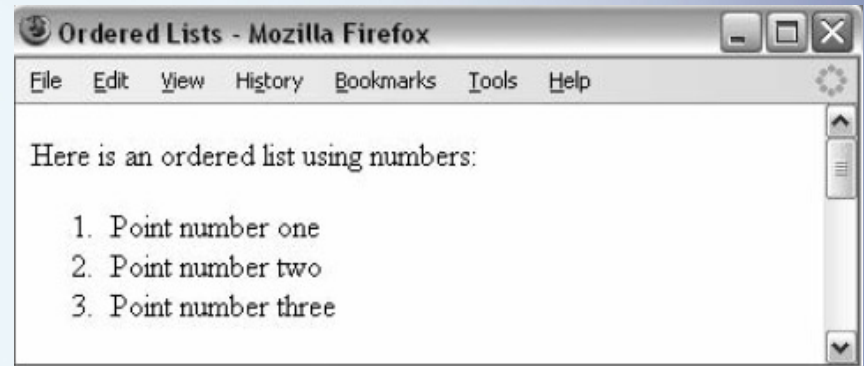 Ordered Lists - Mozilla Firefox
File Edit View History Bookmarks Tools Help
Here is an ordered list using numbers:
1. Point number one
2. Point number two
3. Point number three